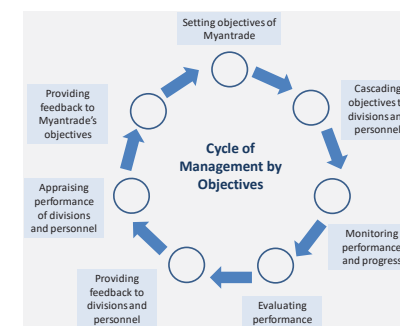 Setting objectives of
Myantrade
Cascading
objectives t
divisions an
personnel
Monitoring
performance
and progress
Evaluating
performance
Providing
feedback to
divisions and
personnel
Appraising
performance
of divisions
and personnel
Providing
feedback to
Myantrade's
objectives
Cycle of
Management by
Objectives